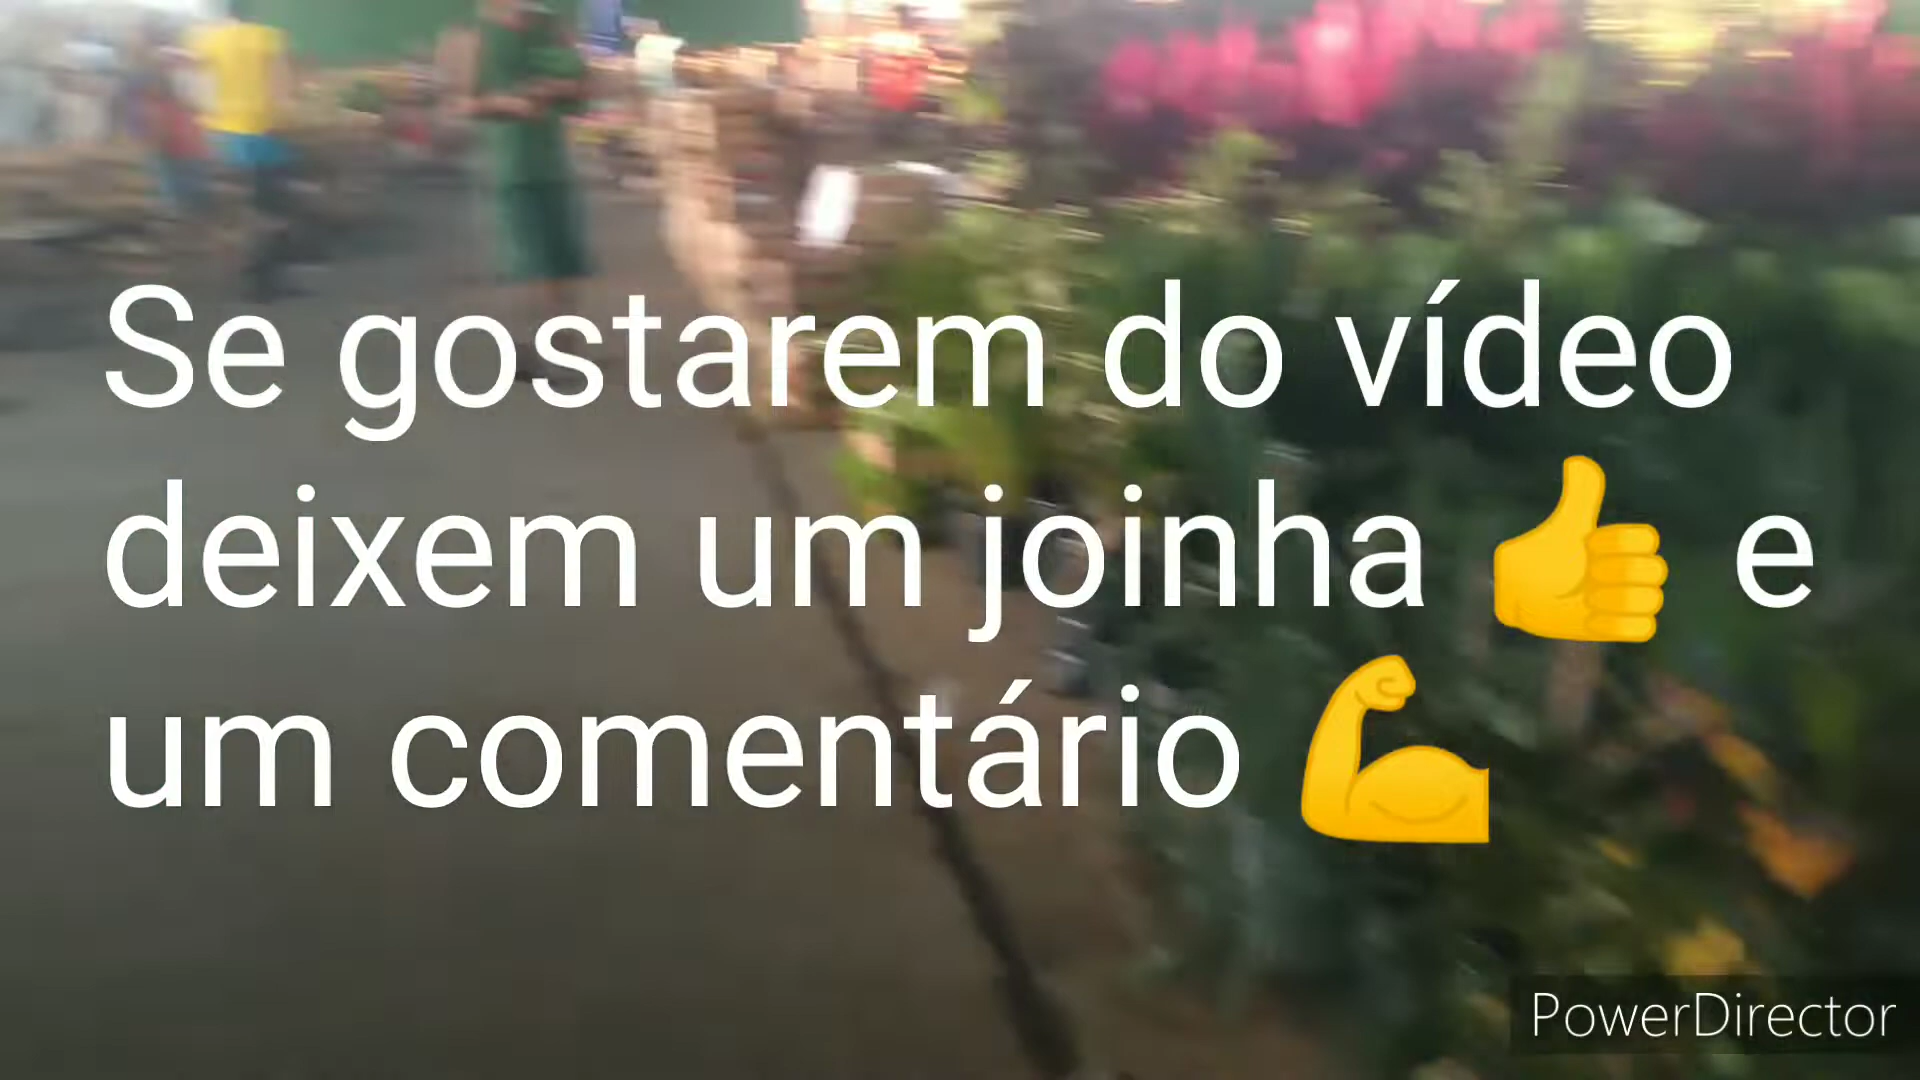 Se gostarem do vídeo
deixem um joinha 👍 e
um comentário 💪
PowerDirector